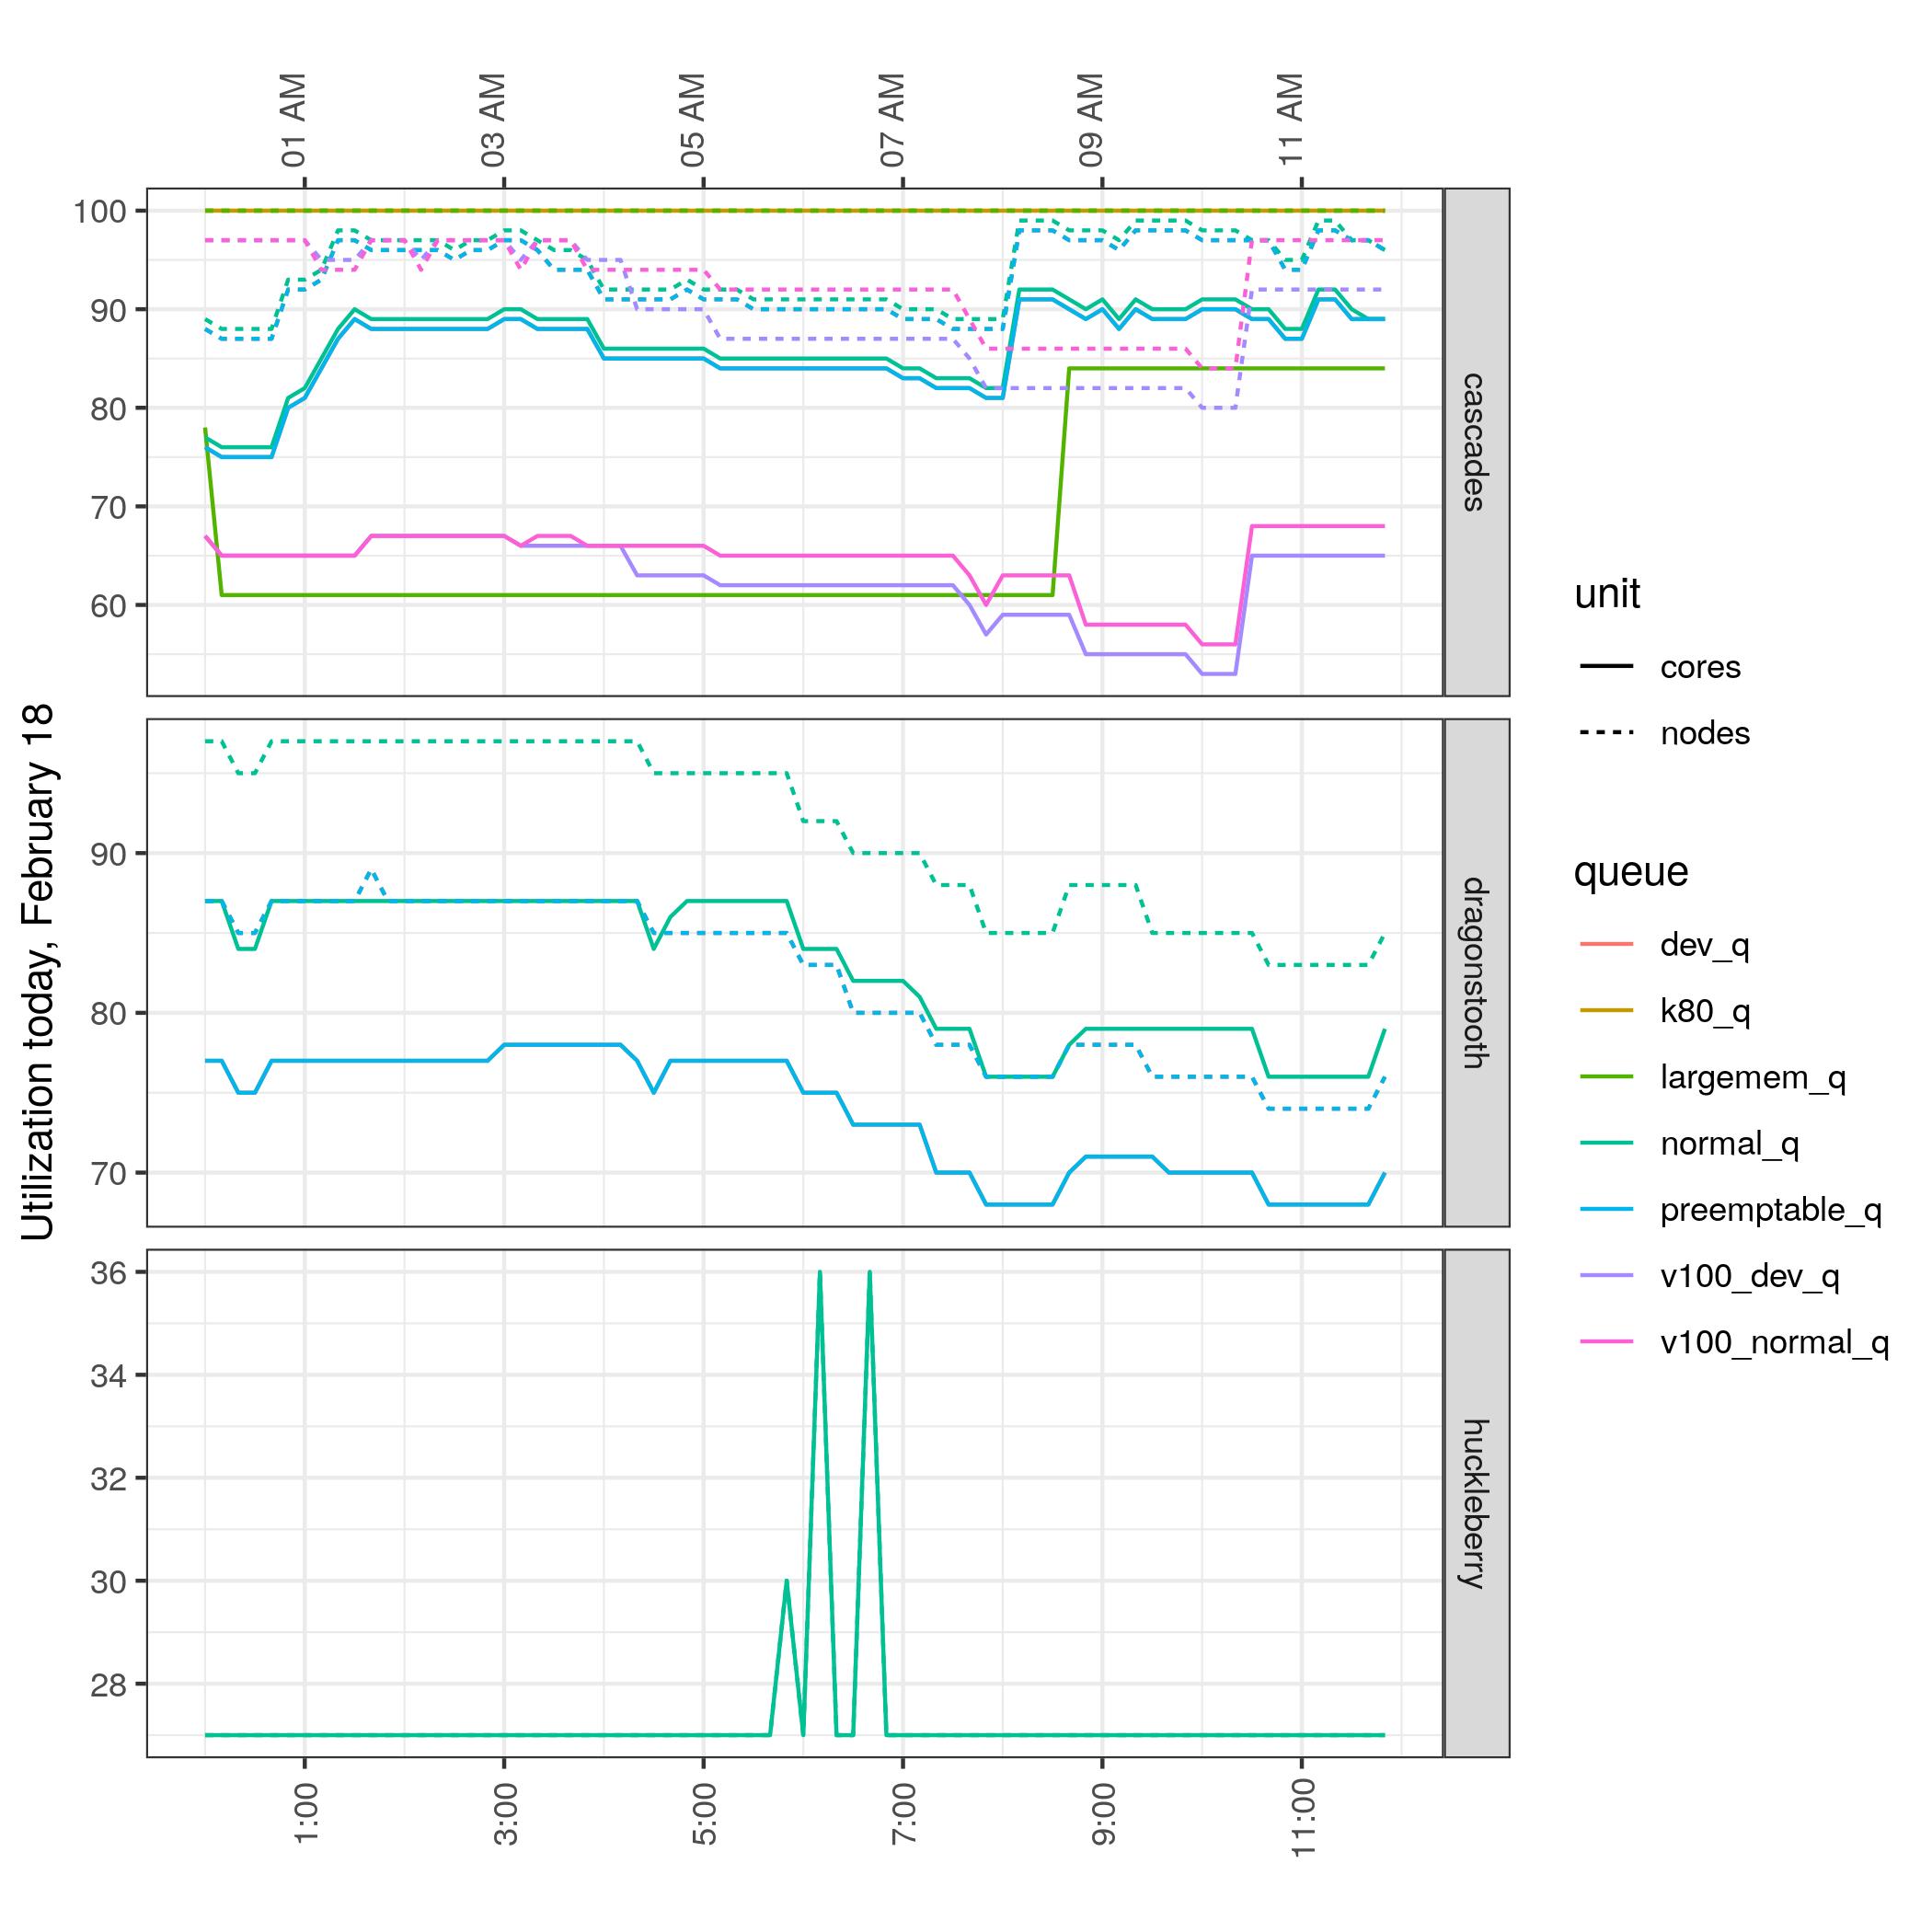 01 AM
03 AM
05 AM
07 AM
09 AM
11 AM
100
90
80
70
60
cascades
90
80
70
dragonstooth
36
34
32
30
28
huckleberry
1:00
3:00
5:00
7:00
9:00
11:00
Utilization today, February 18
unit
cores
nodes
queue
dev_q
k80_q
largemem_q
normal_q
preemptable_q
v100_dev_q
v100_normal_q